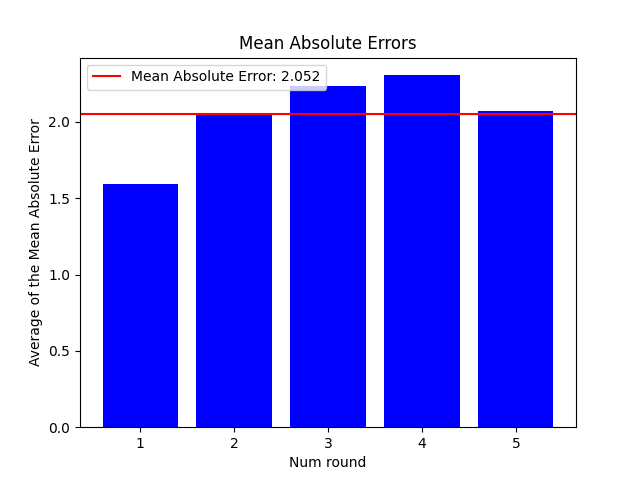 Mean Absolute Errors
Mean Absolute Error: 2.052
Average of the Mean Absolute Error
2.0
1.5
1.0
0.5
0.0
1 2 3 4 5
Num round